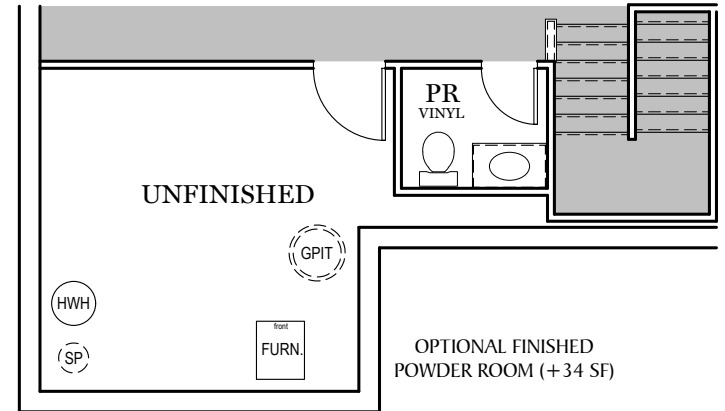 PR
VINYL
UNFINISHED
GPIT
HWH
SP
front
FURN.
OPTIONAL FINISHED
POWDER ROOM (+34 SF)